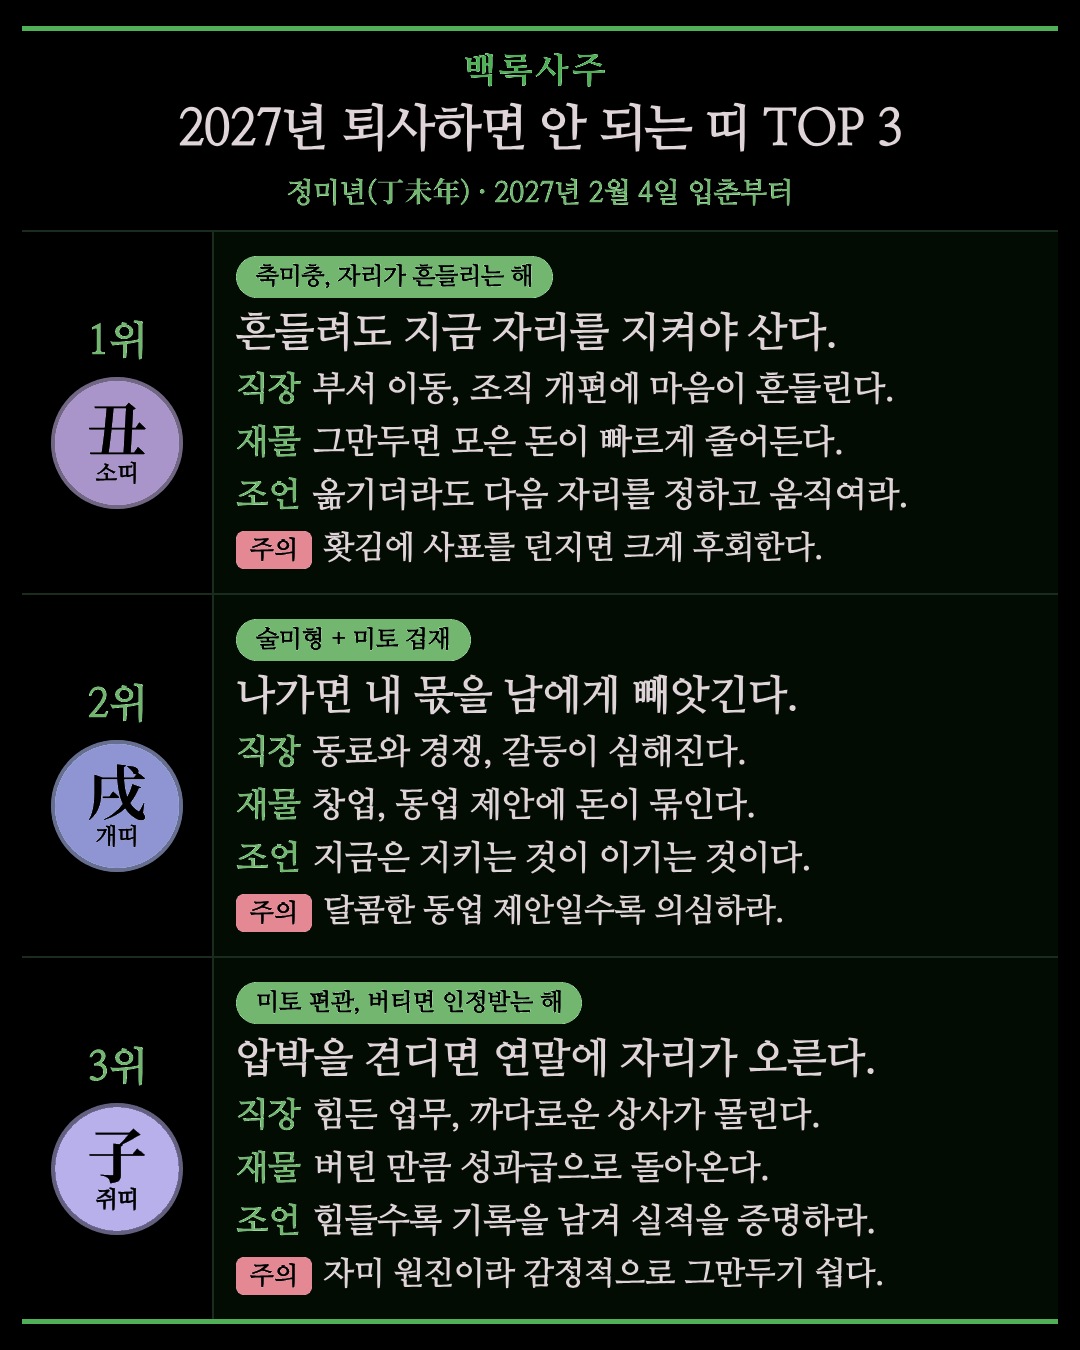 백록사주
2027년 퇴사하면 안 되는 띠 TOP 3
정미년(丁未年) · 2027년 2월 4일 입춘부터
1위
丑
소띠
축미충, 자리가 흔들리는 해
흔들려도 지금 자리를 지켜야 산다.
직장 부서 이동, 조직 개편에 마음이 흔들린다.
재물 그만두면 모은 돈이 빠르게 줄어든다.
조언 옮기더라도 다음 자리를 정하고 움직여라.
주의 홧김에 사표를 던지면 크게 후회한다.
2위
戌
개띠
술미형 + 미토 겁재
나가면 내 몫을 남에게 빼앗긴다.
직장 동료와 경쟁, 갈등이 심해진다.
재물 창업, 동업 제안에 돈이 묶인다.
조언 지금은 지키는 것이 이기는 것이다.
주의 달콤한 동업 제안일수록 의심하라.
3위
子
쥐띠
미토 편관, 버티면 인정받는 해
압박을 견디면 연말에 자리가 오른다.
직장 힘든 업무, 까다로운 상사가 몰린다.
재물 버틴 만큼 성과급으로 돌아온다.
조언 힘들수록 기록을 남겨 실적을 증명하라.
주의 자미 원진이라 감정적으로 그만두기 쉽다.